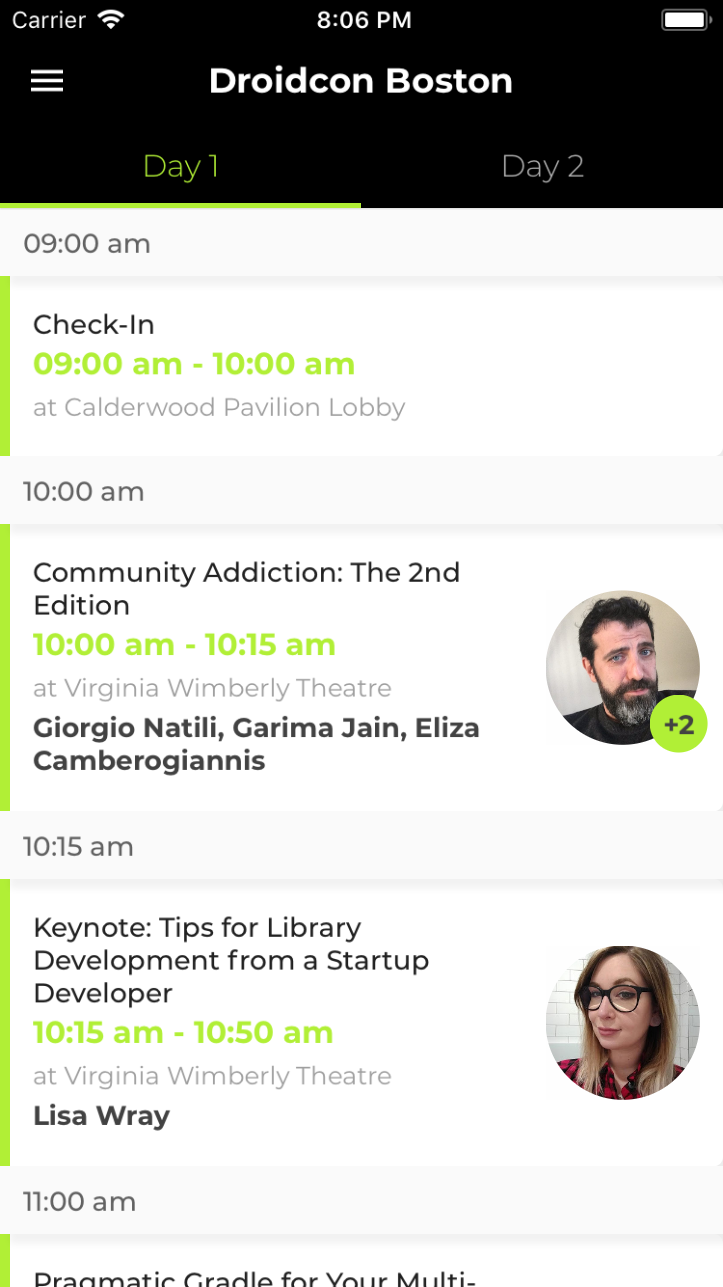 Carrier 8:06 PM
Droidcon Boston
Day 1 Day 2
09:00 am
Check-In
09:00 am - 10:00 am
at Calderwood Pavilion Lobby
10:00 am
Community Addiction: The 2nd
Edition
10:00 am - 10:15 am
at Virginia Wimberly Theatre
Giorgio Natili, Garima Jain, Eliza
Camberogiannis
+2
10:15 am
Keynote: Tips for Library
Development from a Startup
Developer
10:15 am - 10:50 am
at Virginia Wimberly Theatre
Lisa Wray
11:00 am
Pragmatic Gradle for Your Multi-